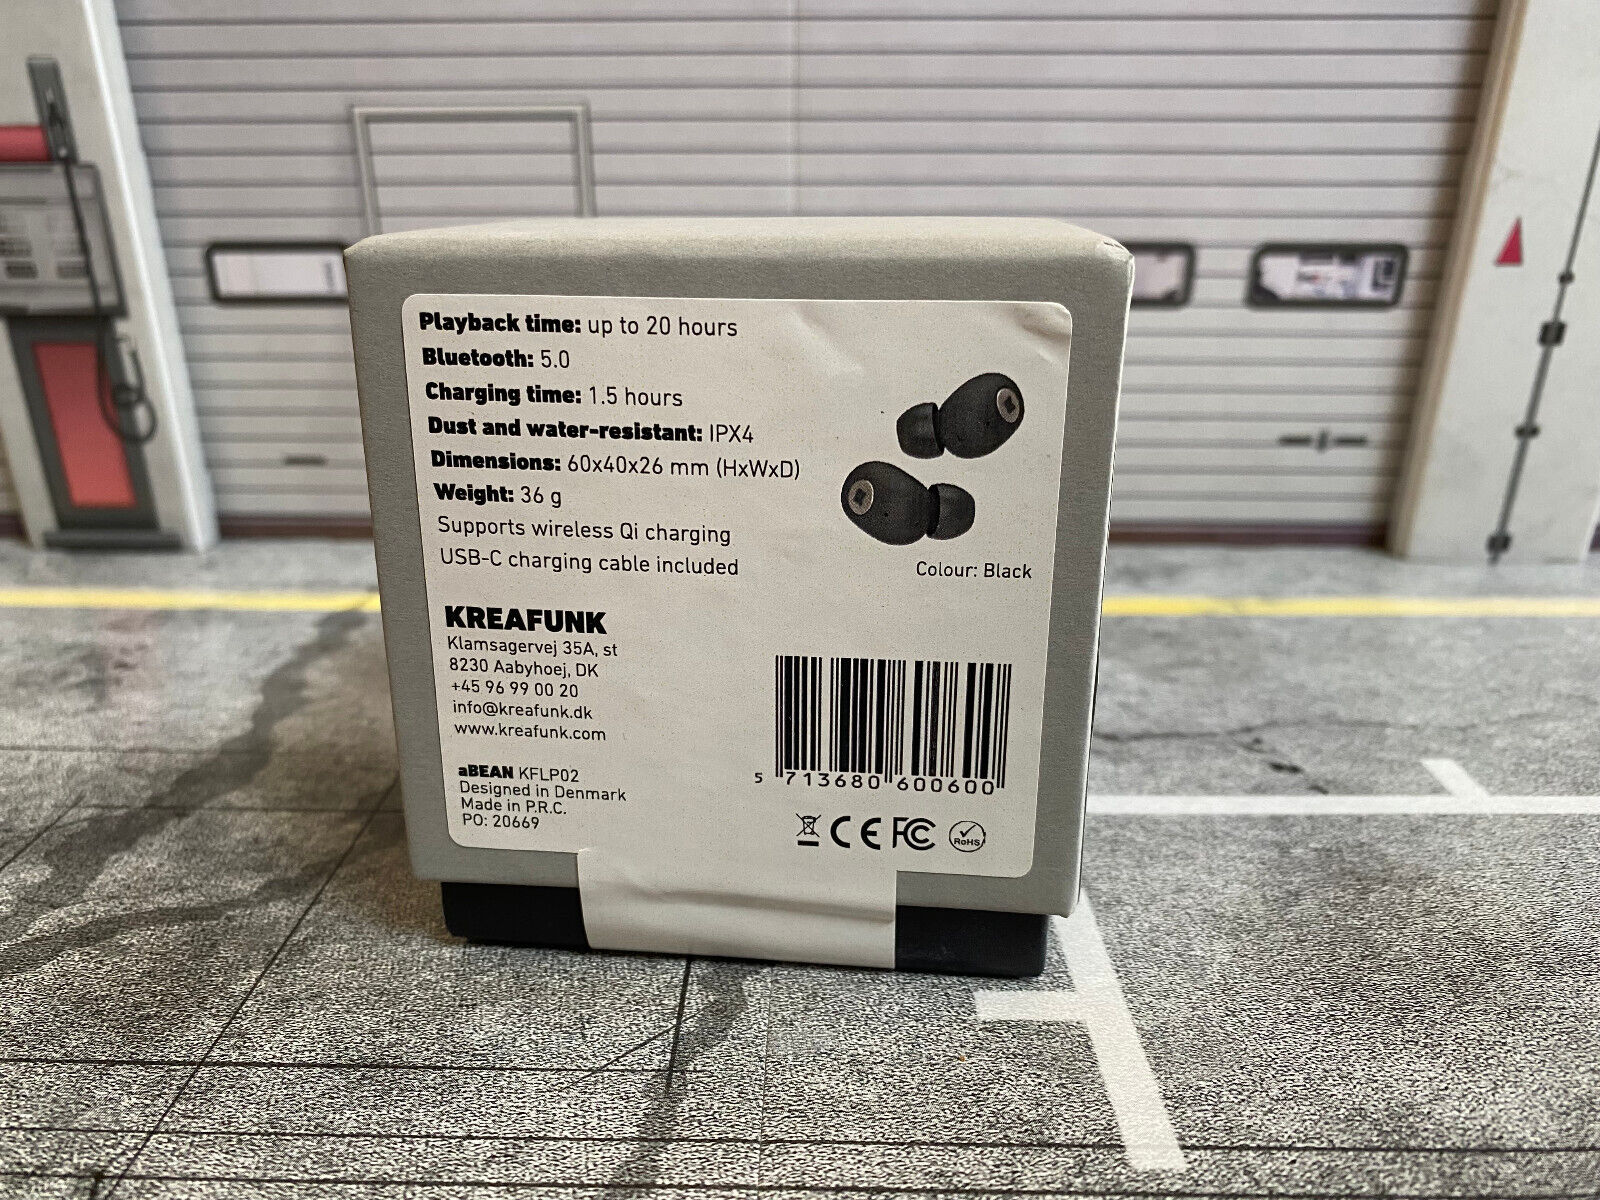 Playback time: up to 20 hours
Bluetooth: 5.0
Charging time: 1.5 hours
Dust and water-resistant: IPX4
Dimensions: 60x40x26 mm (HxWxD)
Weight: 36 g
Supports wireless Qi charging
USB-C charging cable included
Colour: Black
KREAFUNK
Klamsagervej 35A, st
8230 Aabyhoej, DK
+45 96 99 00 20
info@kreafunk.dk
www.kreafunk.com
aBEAN KFLP02
Designed in Denmark
Made in P.R.C.
PO: 20669
5 713680 600600
CE FC RoHS